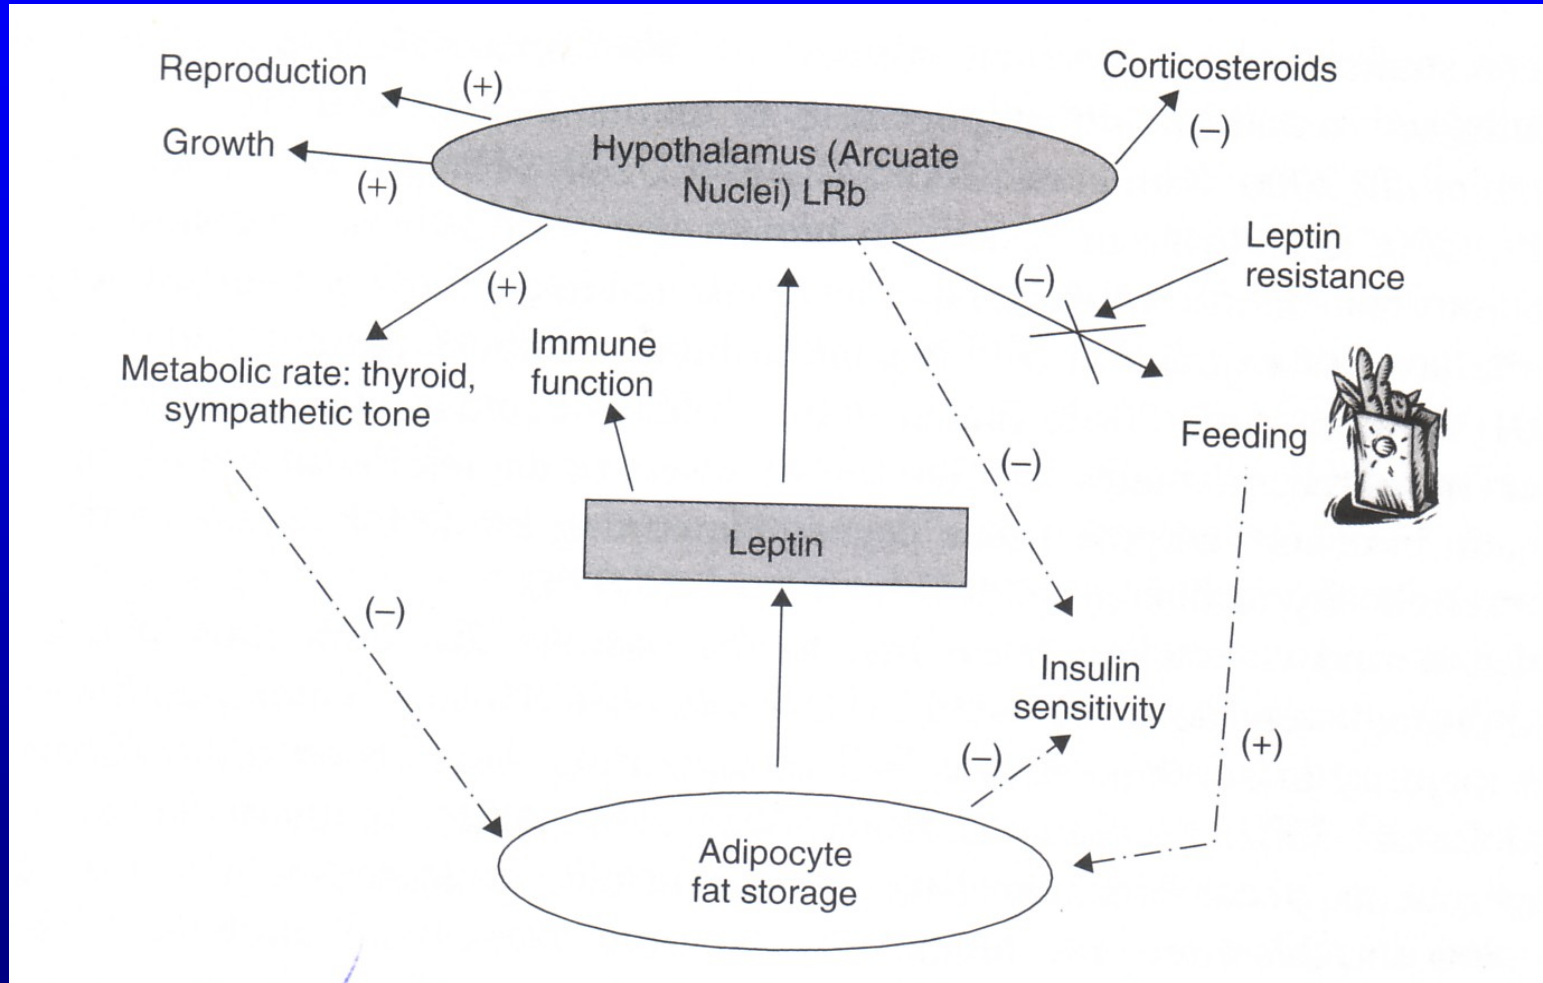 Reproduction
(+)
Corticosteroids
(–)
Growth
(+)
Hypothalamus (Arcuate
Nuclei) LRb
Leptin
resistance
(–)
(+)
Immune
function
Metabolic rate: thyroid,
sympathetic tone
Feeding
(–)
Leptin
(–)
Insulin
sensitivity
(–)
(+)
Adipocyte
fat storage